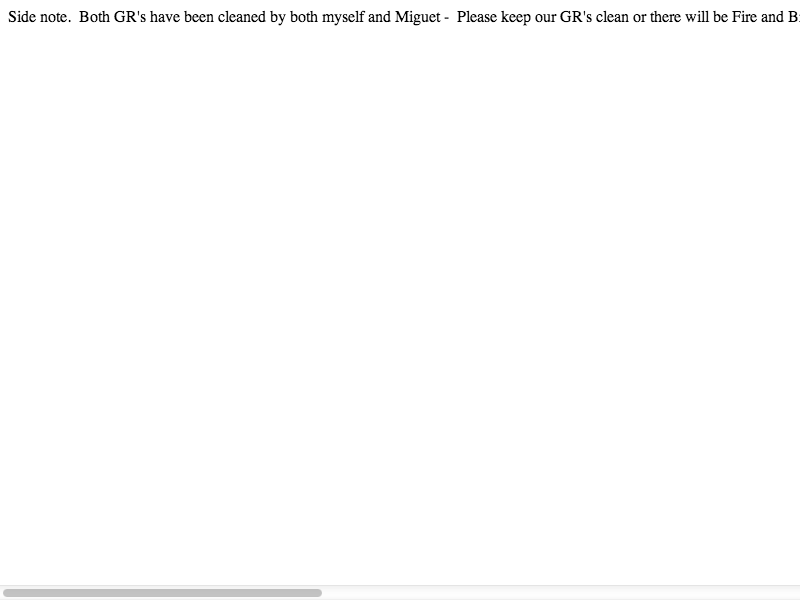 Side note.  Both GR's have been cleaned by both myself and Miguet -  Please keep our GR's clean or there will be Fire and